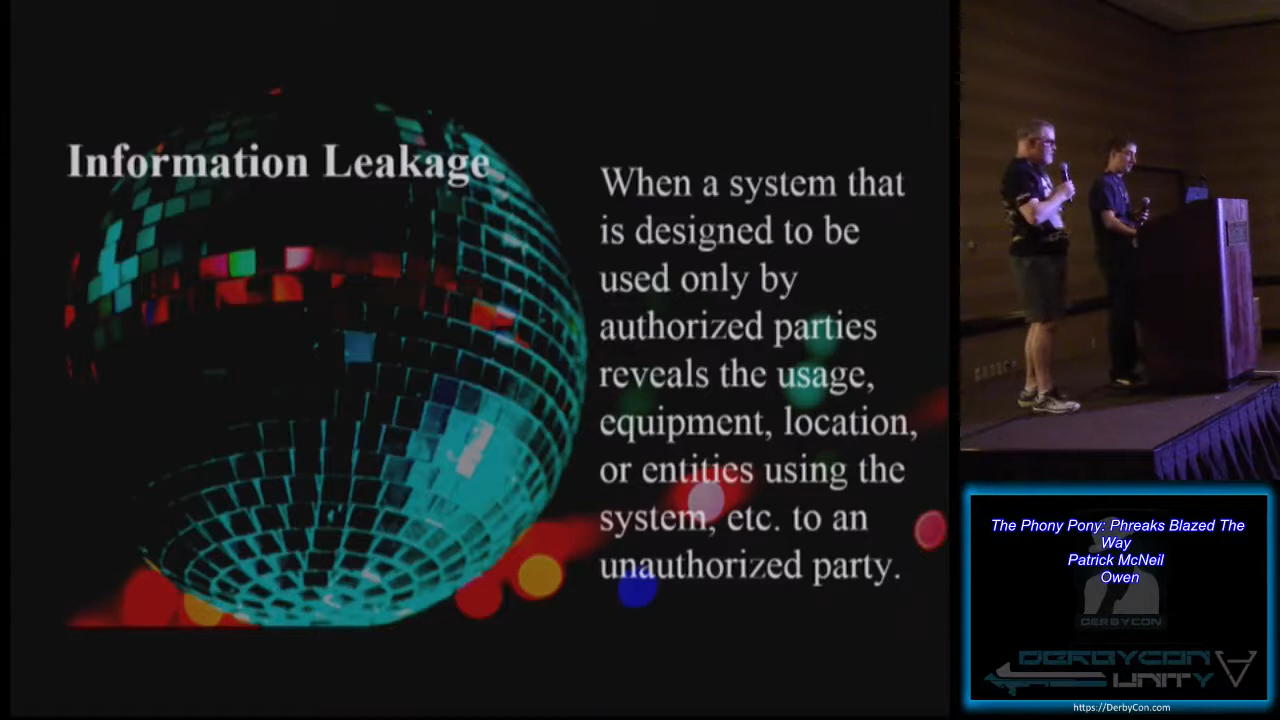 Information Leakage
When a system that
is designed to be
used only by
authorized parties
reveals the usage,
equipment, location,
or entities using the
system, etc. to an
unauthorized party.
The Phony Pony: Phreaks Blazed The
Way
Patrick McNeil
Owen
DERBYCON
DERBYCON
UNITY
https://DerbyCon.com